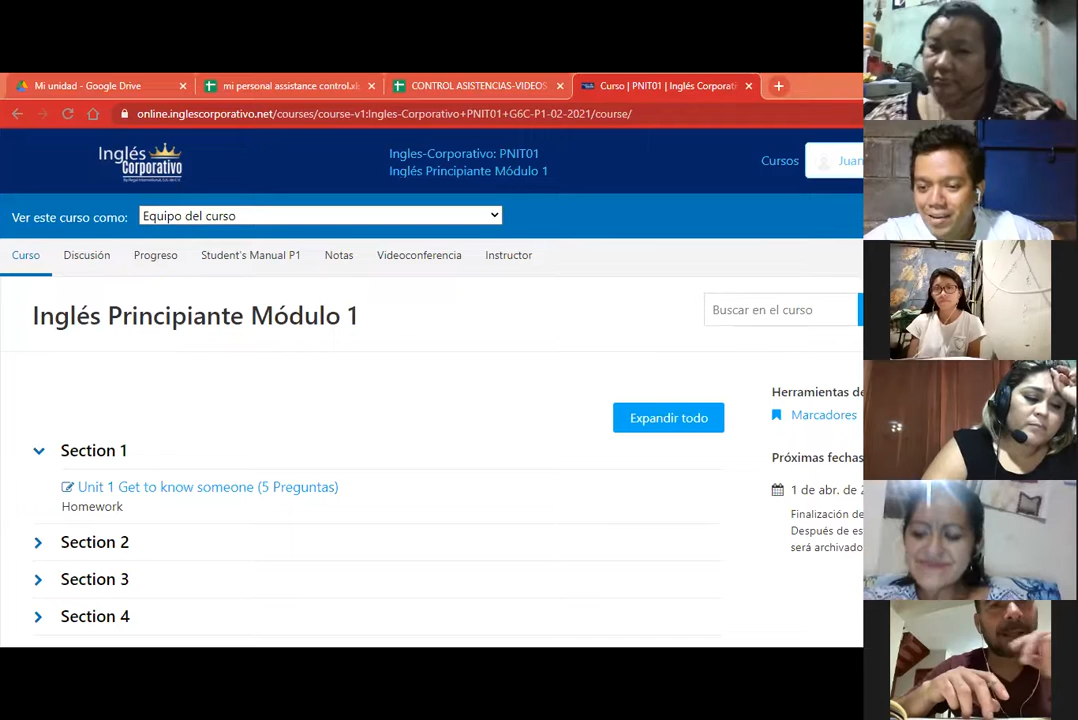 Mi unidad - Google Drive
mi personal assistance control.xls
CONTROL ASISTENCIAS-VIDEOS
Curso | PNIT01 | Inglés Corporati
online.inglescorporativo.net/courses/course-v1:Ingles-Corporativo+PNIT01+G6C-P1-02-2021/course/
Inglés
Corporativo
Ingles-Corporativo: PNIT01
Inglés Principiante Módulo 1
Cursos
Juan
Ver este curso como:
Equipo del curso
Curso
Discusión
Progreso
Student's Manual P1
Notas
Videoconferencia
Instructor
Inglés Principiante Módulo 1
Buscar en el curso
Expandir todo
Herramientas de
Marcadores
Próximas fechas
1 de abr. de 2
Finalización de
Después de es
será archivado
Section 1
Unit 1 Get to know someone (5 Preguntas)
Homework
Section 2
Section 3
Section 4